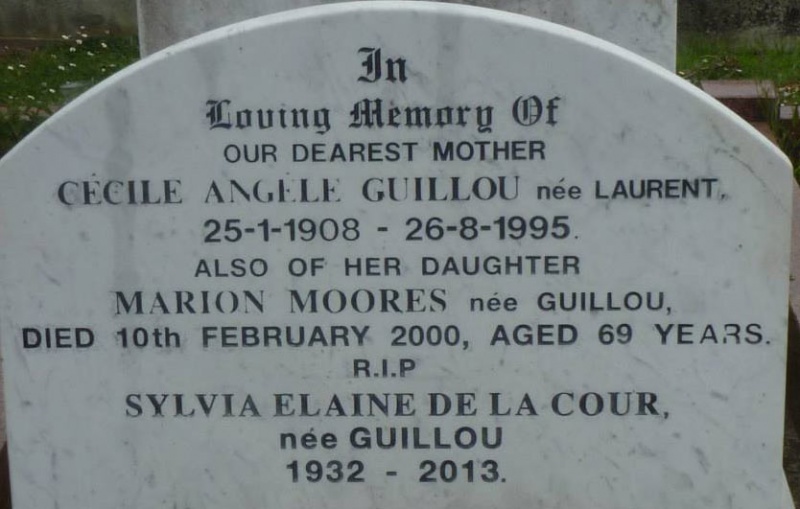 In
Loving Memory Of
OUR DEAREST MOTHER
CÉCILE ANGÈLE GUILLOU née LAURENT,
25-1-1908 - 26-8-1995.
ALSO OF HER DAUGHTER
MARION MOORES née GUILLOU,
DIED 10th FEBRUARY 2000, AGED 69 YEARS.
R.I.P
SYLVIA ELAINE DE LA COUR,
née GUILLOU
1932 - 2013.